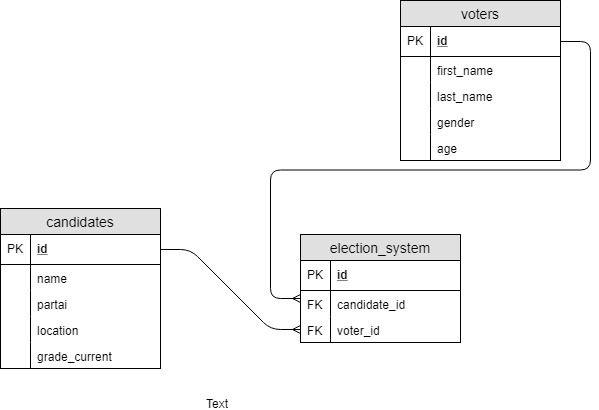 voters
PK id
first_name
last_name
gender
age
candidates
PK id
name
partai
location
grade_current
election_system
PK id
FK candidate_id
FK voter_id
Text